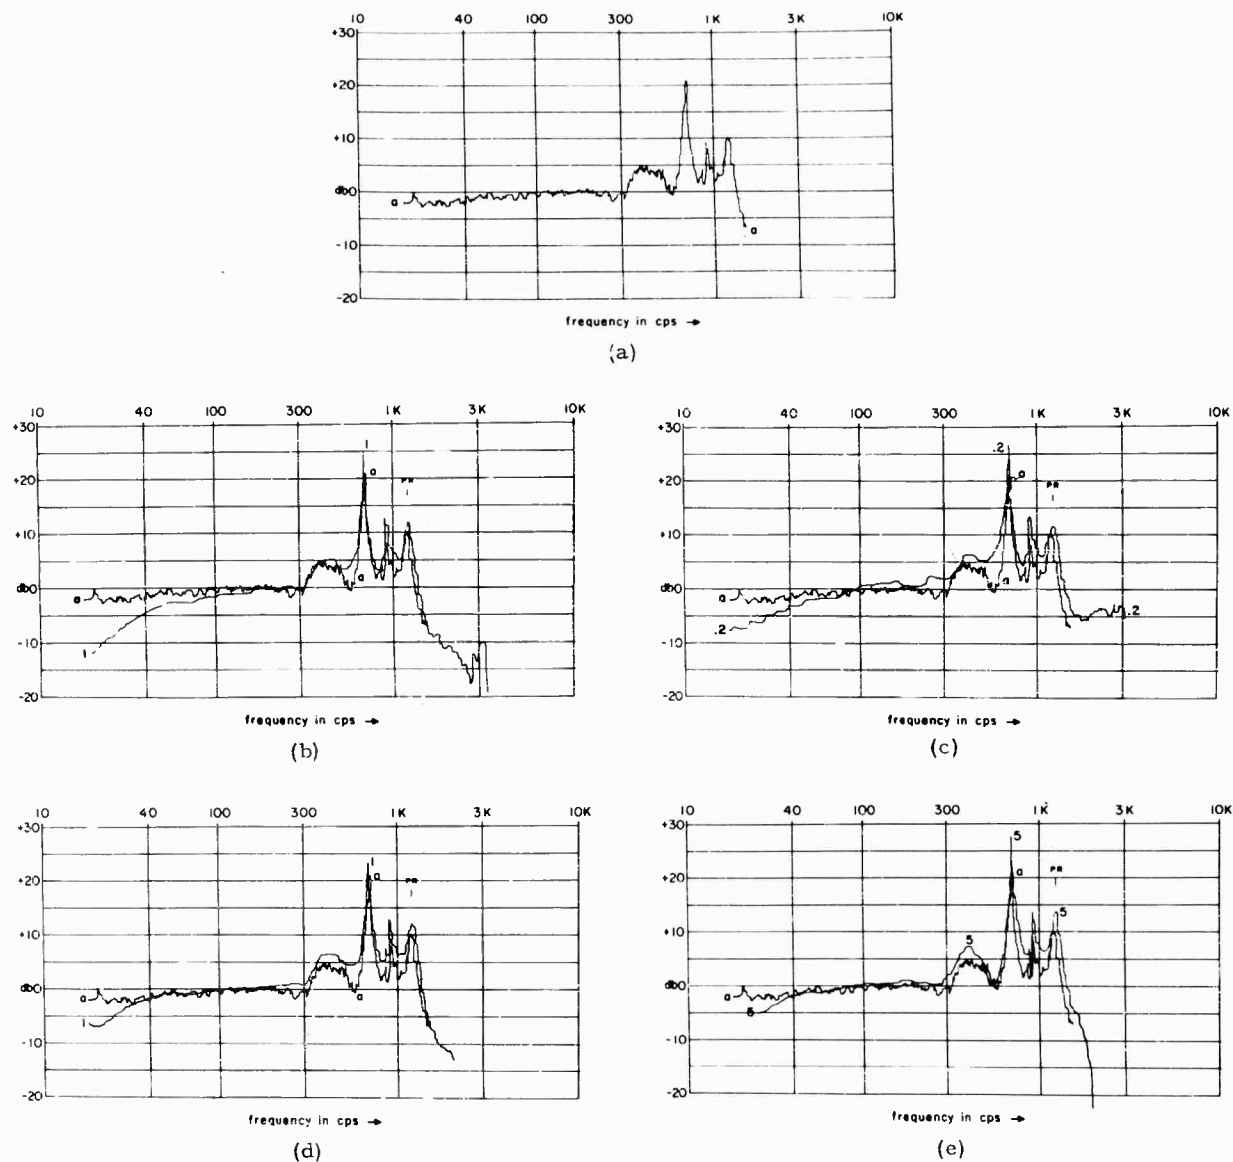 10 40 100 300 1K 3K 10K
+30
+20
a
+10
db0
a
-10
-20
frequency in cps →
(a)
10 40 100 300 1K 3K 10K
+30
1
+20
a
PR
+10
db0
a
a
-10
1
-20
frequency in cps →
(b)
10 40 100 300 1K 3K 10K
+30
.2
+20
a
PR
+10
db0
a
a
.2
.2
-10
-20
frequency in cps →
(c)
10 40 100 300 1K 3K 10K
+30
1
+20
a
PR
+10
db0
a
a
1
-10
-20
frequency in cps →
(d)
10 40 100 300 1K 3K 10K
+30
5
+20
a
PR
5
+10
5
db0
a
5
-10
-20
frequency in cps →
(e)